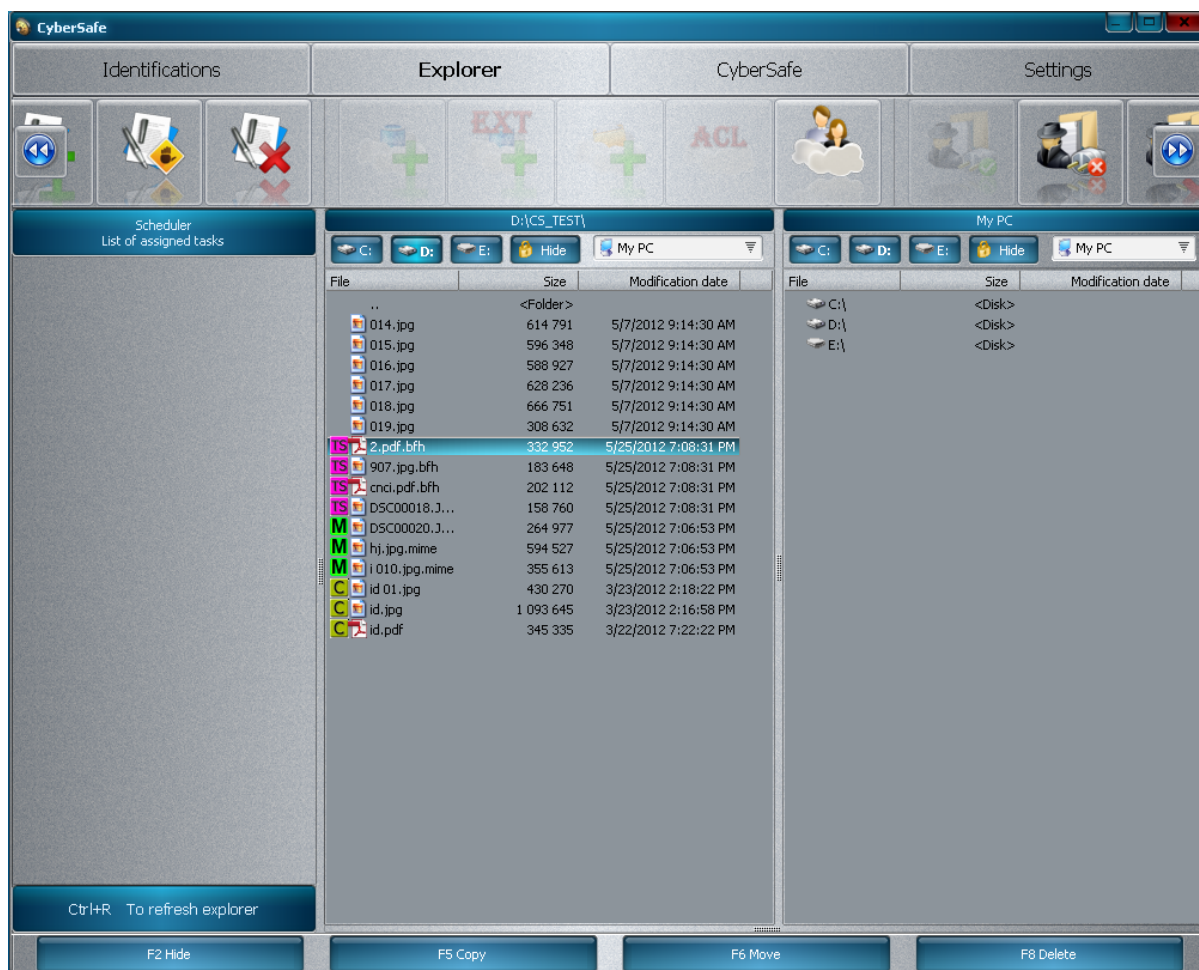 CyberSafe
Identifications Explorer CyberSafe Settings
EXT ACL
Scheduler
List of assigned tasks
D:\CS_TEST\
C: D: E: Hide My PC
File Size Modification date
.. <Folder>
014.jpg 614 791 5/7/2012 9:14:30 AM
015.jpg 596 348 5/7/2012 9:14:30 AM
016.jpg 588 927 5/7/2012 9:14:30 AM
017.jpg 628 236 5/7/2012 9:14:30 AM
018.jpg 666 751 5/7/2012 9:14:30 AM
019.jpg 308 632 5/7/2012 9:14:30 AM
TS 2.pdf.bfh 332 952 5/25/2012 7:08:31 PM
TS 907.jpg.bfh 183 648 5/25/2012 7:08:31 PM
TS cnci.pdf.bfh 202 112 5/25/2012 7:08:31 PM
TS DSC00018.J... 158 760 5/25/2012 7:08:31 PM
M DSC00020.J... 264 977 5/25/2012 7:06:53 PM
M hj.jpg.mime 594 527 5/25/2012 7:06:53 PM
M i 010.jpg.mime 355 613 5/25/2012 7:06:53 PM
C id 01.jpg 430 270 3/23/2012 2:18:22 PM
C id.jpg 1 093 645 3/23/2012 2:16:58 PM
C id.pdf 345 335 3/22/2012 7:22:22 PM
My PC
C: D: E: Hide My PC
File Size Modification date
C:\ <Disk>
D:\ <Disk>
E:\ <Disk>
Ctrl+R To refresh explorer
F2 Hide F5 Copy F6 Move F8 Delete